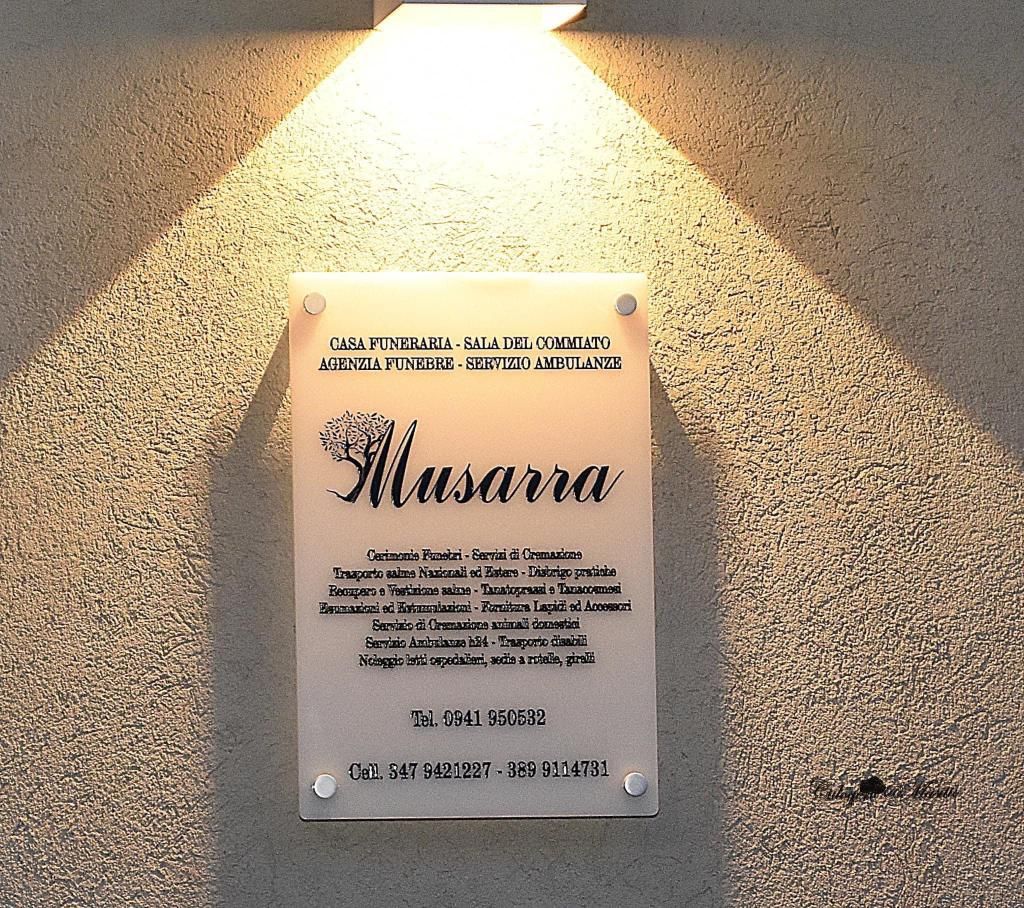 CASA FUNERARIA - SALA DEL COMMIATO
AGENZIA FUNEBRE - SERVIZIO AMBULANZE
Musarra
Cerimonie Funebri - Servizi di Cremazione
Trasporto salme Nazionali ed Estere - Disbrigo pratiche
Recupero e Vestizione salme - Tanatoprassi e Tanacosmesi
Esumazioni ed Estumulazioni - Fornitura Lapidi ed Accessori
Servizio di Cremazione animali domestici
Servizio Ambulanze h24 - Trasporto disabili
Noleggio letti ospedalieri, sedie a rotelle, girelli
Tel. 0941 950532
Cell. 347 9421227 - 389 9114731